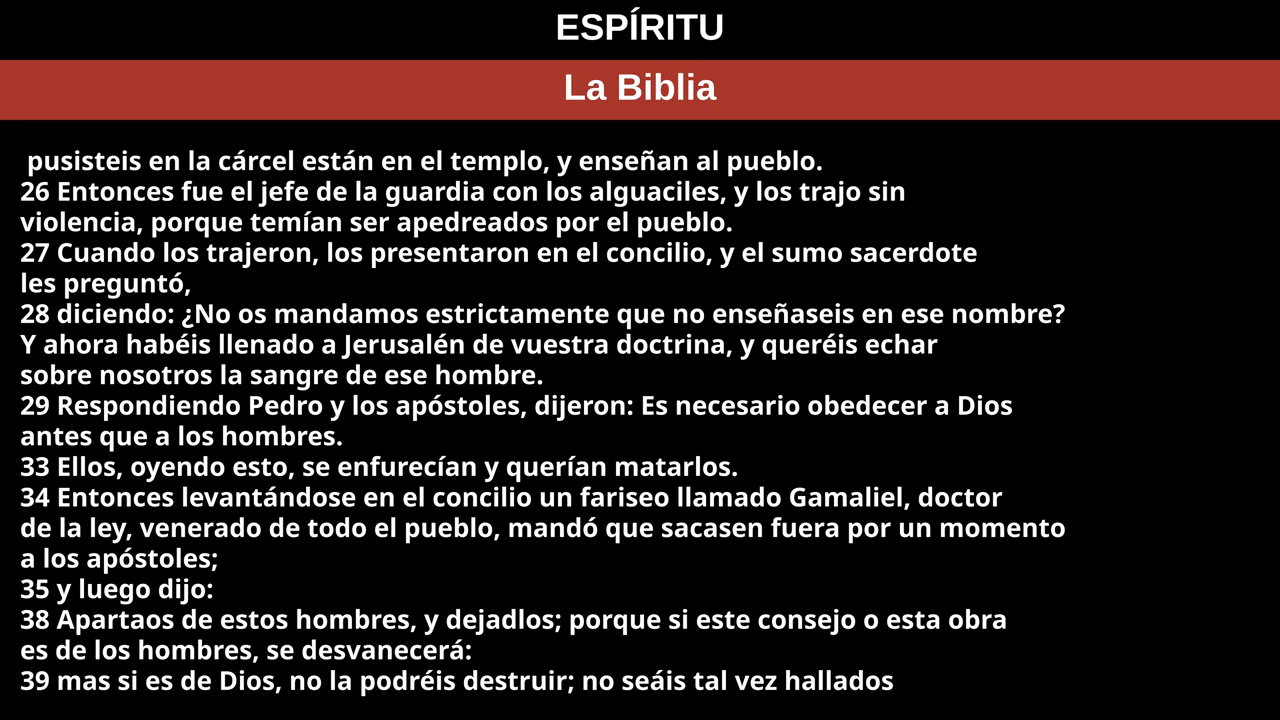 ESPÍRITU
La Biblia
pusisteis en la cárcel están en el templo, y enseñan al pueblo.
26 Entonces fue el jefe de la guardia con los alguaciles, y los trajo sin
violencia, porque temían ser apedreados por el pueblo.
27 Cuando los trajeron, los presentaron en el concilio, y el sumo sacerdote
les preguntó,
28 diciendo: ¿No os mandamos estrictamente que no enseñaseis en ese nombre?
Y ahora habéis llenado a Jerusalén de vuestra doctrina, y queréis echar
sobre nosotros la sangre de ese hombre.
29 Respondiendo Pedro y los apóstoles, dijeron: Es necesario obedecer a Dios
antes que a los hombres.
33 Ellos, oyendo esto, se enfurecían y querían matarlos.
34 Entonces levantándose en el concilio un fariseo llamado Gamaliel, doctor
de la ley, venerado de todo el pueblo, mandó que sacasen fuera por un momento
a los apóstoles;
35 y luego dijo:
38 Apartaos de estos hombres, y dejadlos; porque si este consejo o esta obra
es de los hombres, se desvanecerá:
39 mas si es de Dios, no la podréis destruir; no seáis tal vez hallados